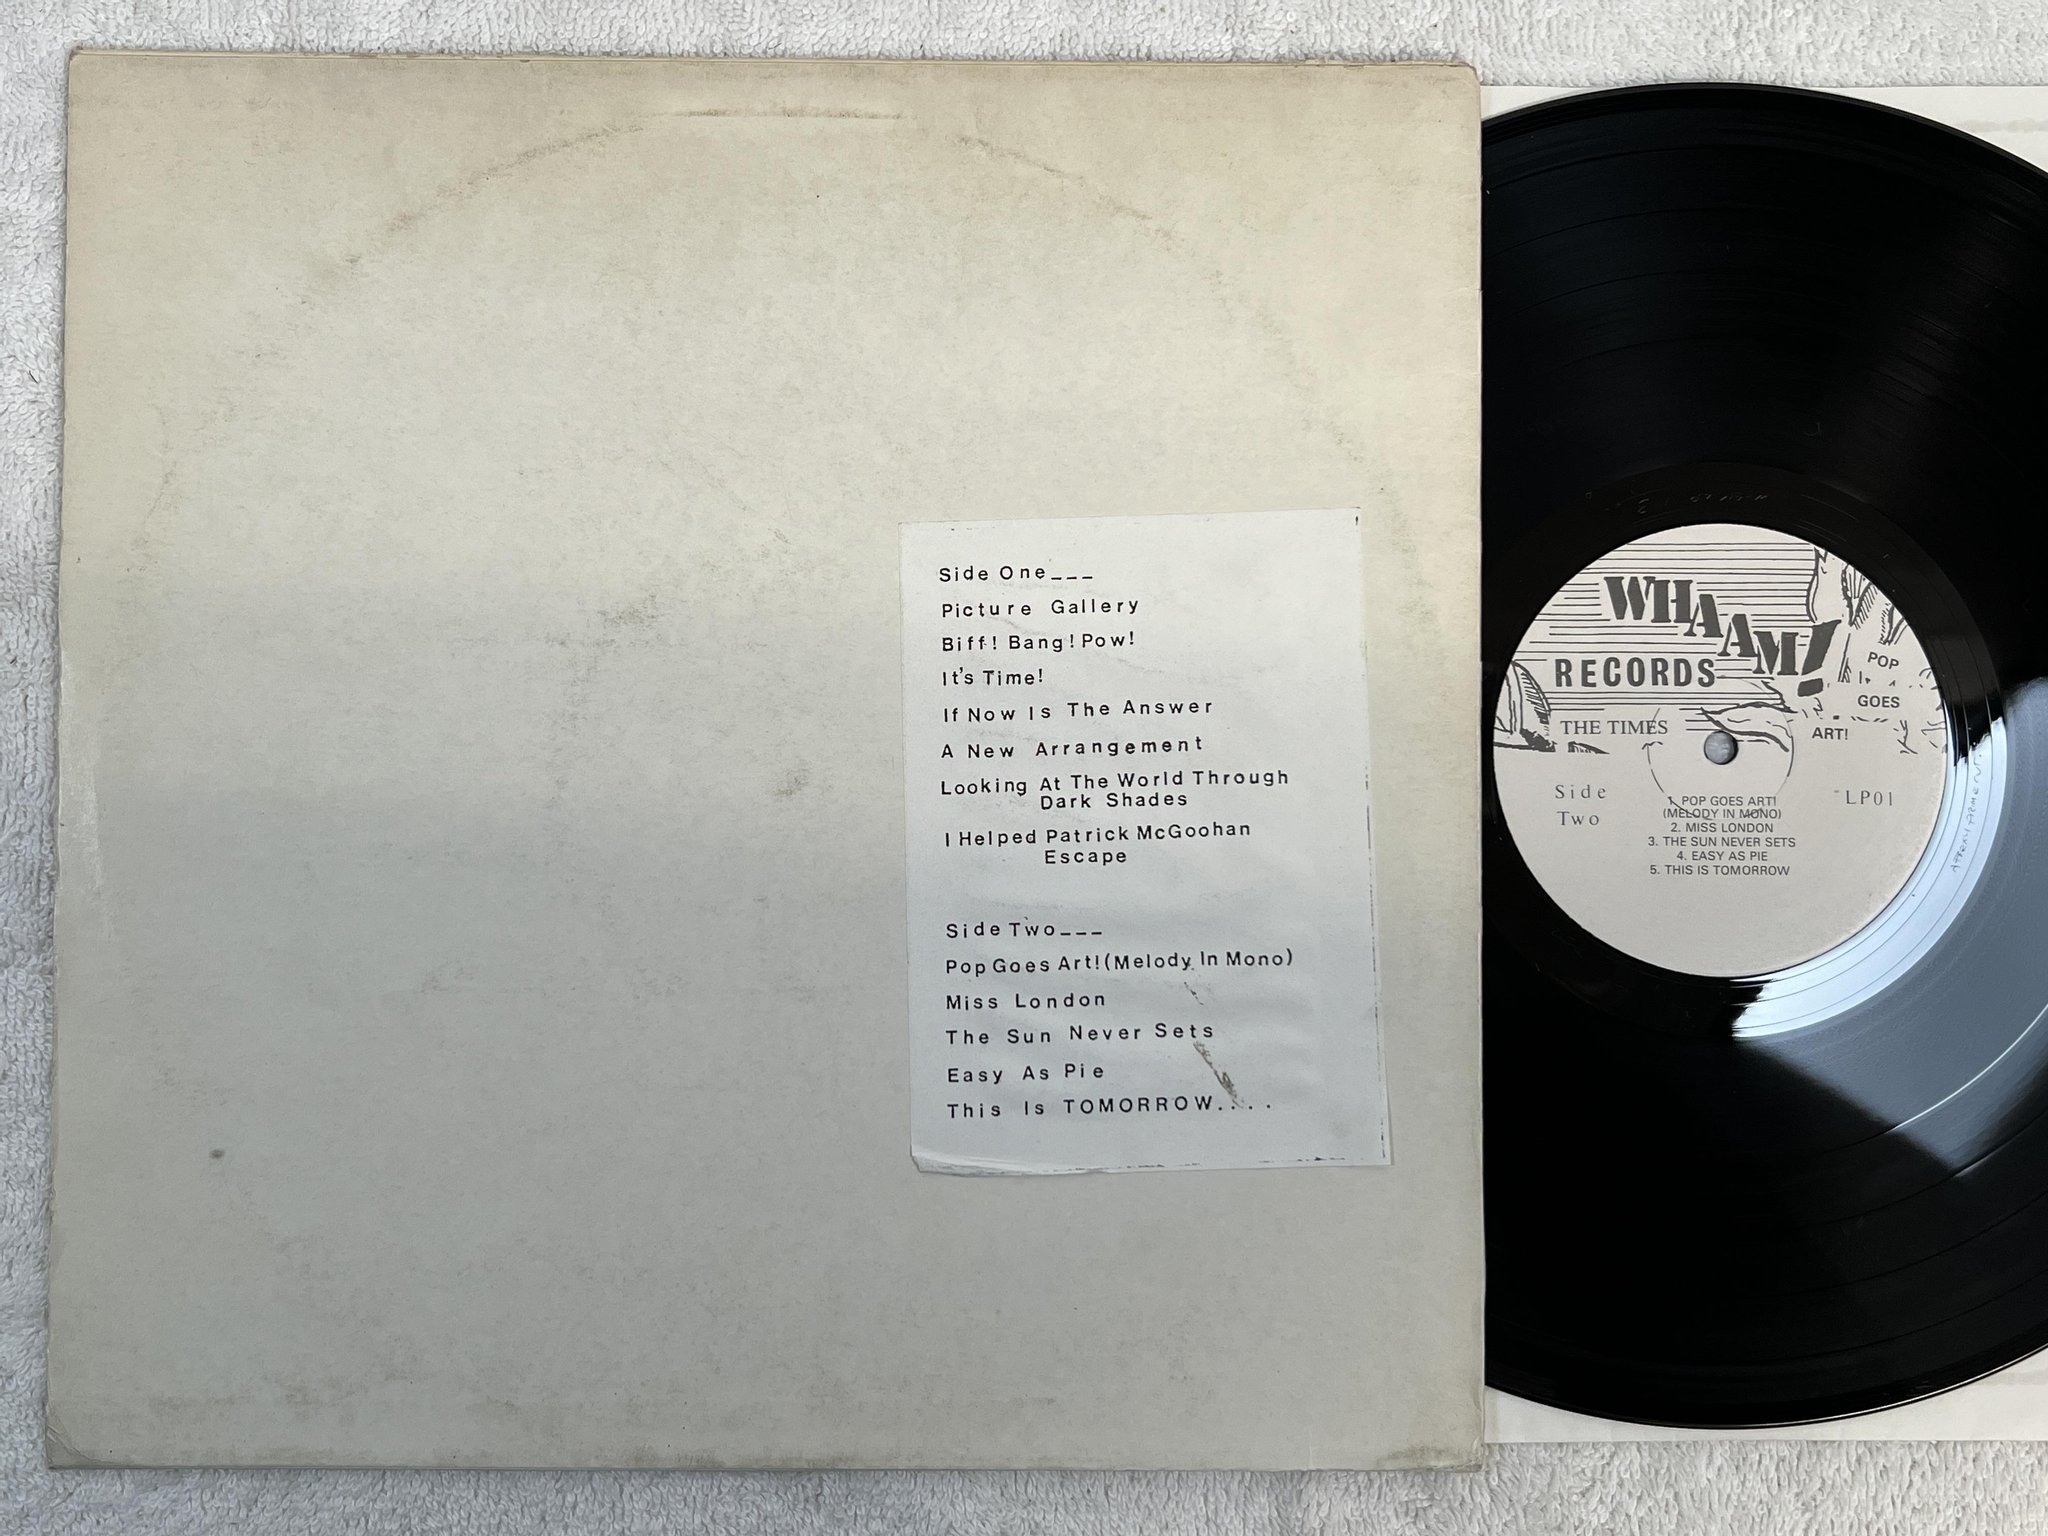 Side One___
Picture Gallery
Biff! Bang! Pow!
It's Time!
If Now Is The Answer
A New Arrangement
Looking At The World Through
Dark Shades
I Helped Patrick McGoohan
Escape
Side Two___
Pop Goes Art!(Melody In Mono)
Miss London
The Sun Never Sets
Easy As Pie
This Is TOMORROW....
WHAAM!
RECORDS
POP
GOES
ART!
THE TIMES
Side
Two
LP01
1. POP GOES ART!
(MELODY IN MONO)
2. MISS LONDON
3. THE SUN NEVER SETS
4. EASY AS PIE
5. THIS IS TOMORROW